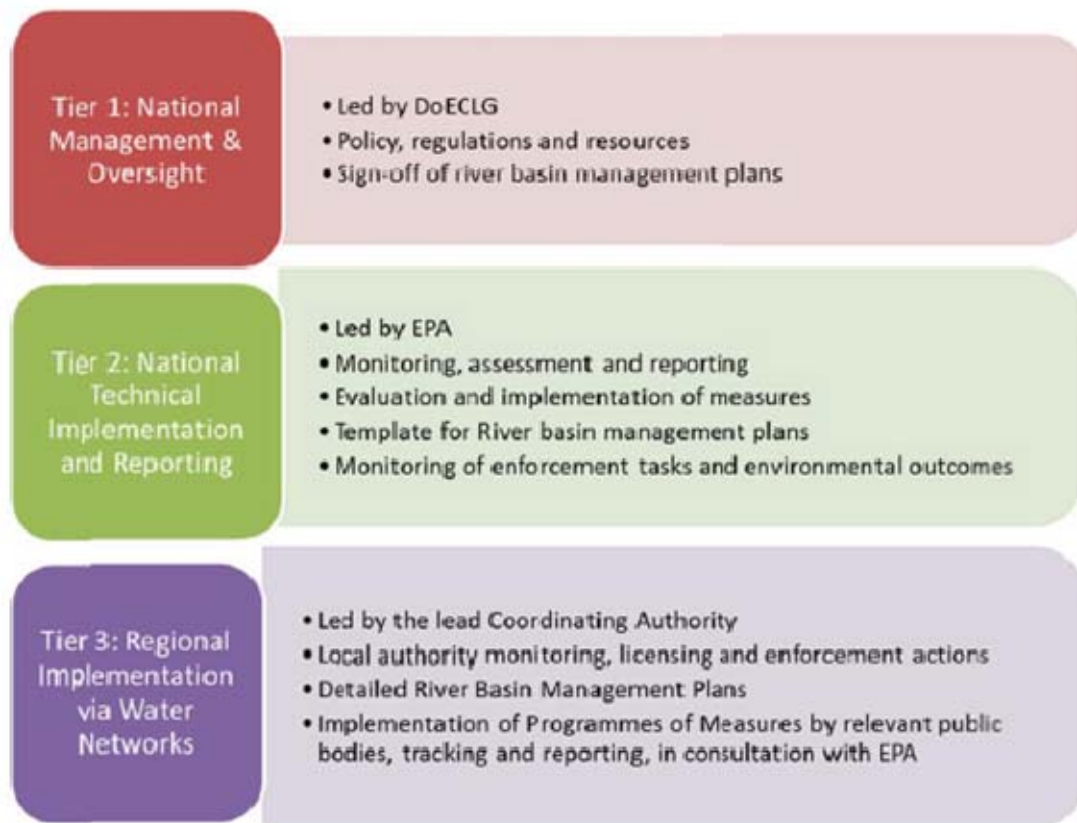 Tier 1: National
Management &
Oversight
• Led by DoECLG
• Policy, regulations and resources
• Sign-off of river basin management plans
Tier 2: National
Technical
Implementation
and Reporting
• Led by EPA
• Monitoring, assessment and reporting
• Evaluation and implementation of measures
• Template for River basin management plans
• Monitoring of enforcement tasks and environmental outcomes
Tier 3: Regional
Implementation
via Water
Networks
• Led by the lead Coordinating Authority
• Local authority monitoring, licensing and enforcement actions
• Detailed River Basin Management Plans
• Implementation of Programmes of Measures by relevant public
bodies, tracking and reporting, in consultation with EPA